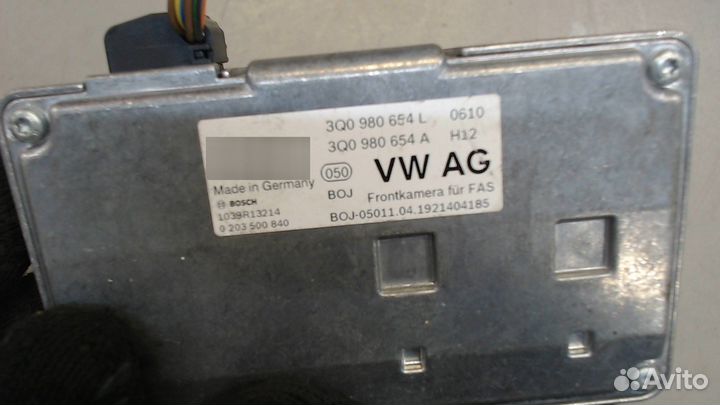 3Q0 980 654 L 0610
3Q0 980 654 A H12
050 VW AG
Made in Germany BOJ Frontkamera für FAS
BOSCH BOJ-05011.04.1921404185
1039R13214
0 203 500 840
Avito